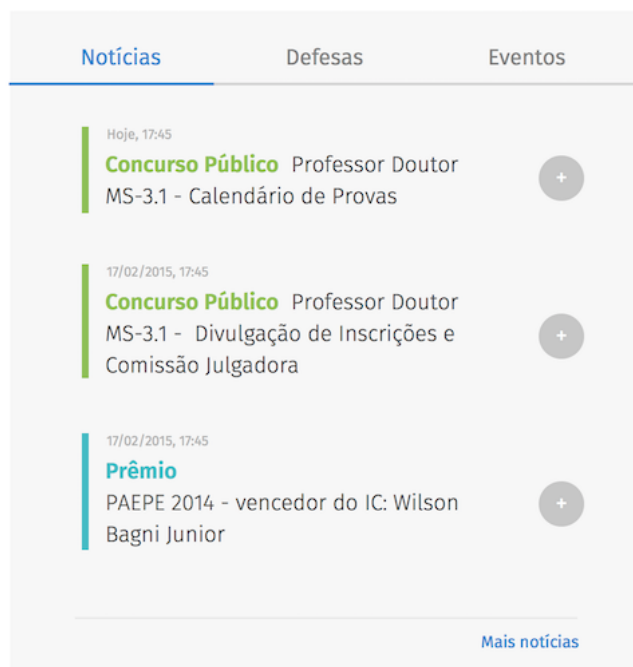 Notícias Defesas Eventos
Hoje, 17:45
Concurso Público Professor Doutor
MS-3.1 - Calendário de Provas
+
17/02/2015, 17:45
Concurso Público Professor Doutor
MS-3.1 - Divulgação de Inscrições e
Comissão Julgadora
+
17/02/2015, 17:45
Prêmio
PAEPE 2014 - vencedor do IC: Wilson
Bagni Junior
+
Mais notícias